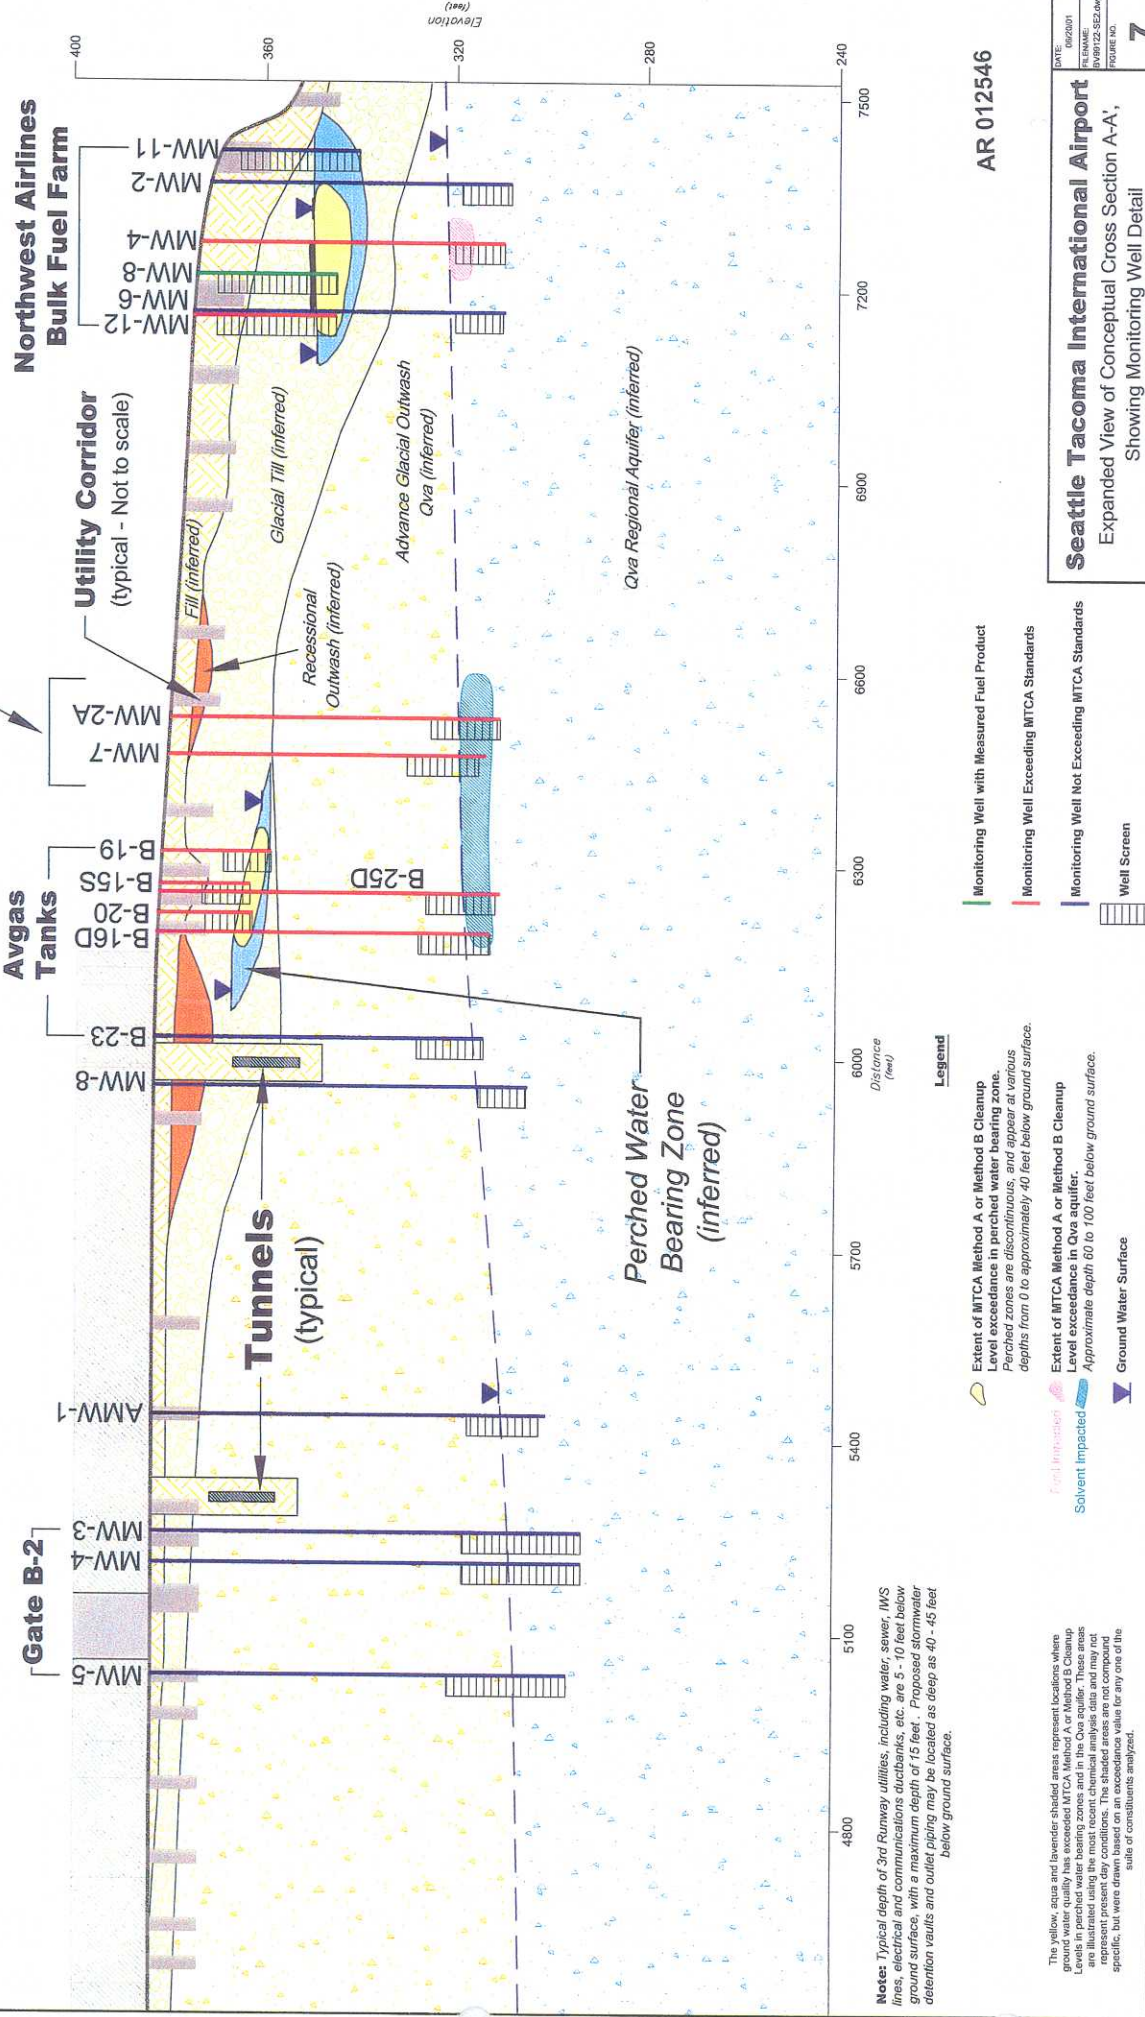 Gate B-2
MW-5
MW-4
MW-3
AMW-1
Tunnels
(typical)
MW-8
B-23
Avgas
Tanks
B-16D
B-20
B-15S
B-19
B-25D
MW-7
MW-2A
Utility Corridor
(typical - Not to scale)
Northwest Airlines
Bulk Fuel Farm
MW-12
MW-6
MW-8
MW-4
MW-2
MW-11
Fill (inferred)
Recessional
Outwash (inferred)
Glacial Till (inferred)
Advance Glacial Outwash
Qva (inferred)
Qva Regional Aquifer (inferred)
Perched Water
Bearing Zone
(inferred)
400
360
320
280
240
Elevation
(feet)
4800
5100
5400
5700
6000
6300
6600
6900
7200
7500
Distance
(feet)
Note: Typical depth of 3rd Runway utilities, including water, sewer, IWS
lines, electrical and communications ductbanks, etc. are 5 - 10 feet below
ground surface, with a maximum depth of 15 feet. Proposed stormwater
detention vaults and outlet piping may be located as deep as 40 - 45 feet
below ground surface.
The yellow, aqua and lavender shaded areas represent locations where
ground water quality has exceeded MTCA Method A or Method B Cleanup
Levels in perched water bearing zones and in the Qva aquifer. These areas
are illustrated using the most recent chemical analysis data and may not
represent present day conditions. The shaded areas are not compound
specific, but were drawn based on an exceedance value for any one of the
suite of constituents analyzed.
Legend
Extent of MTCA Method A or Method B Cleanup
Level exceedance in perched water bearing zone.
Perched zones are discontinuous, and appear at various
depths from 0 to approximately 40 feet below ground surface.
Fuel Impacted
Solvent Impacted
Extent of MTCA Method A or Method B Cleanup
Level exceedance in Qva aquifer.
Approximate depth 60 to 100 feet below ground surface.
Ground Water Surface
Monitoring Well with Measured Fuel Product
Monitoring Well Exceeding MTCA Standards
Monitoring Well Not Exceeding MTCA Standards
Well Screen
AR 012546
Seattle Tacoma International Airport
Expanded View of Conceptual Cross Section A-A',
Showing Monitoring Well Detail
DATE:
FILENAME:
FIGURE NO.
7